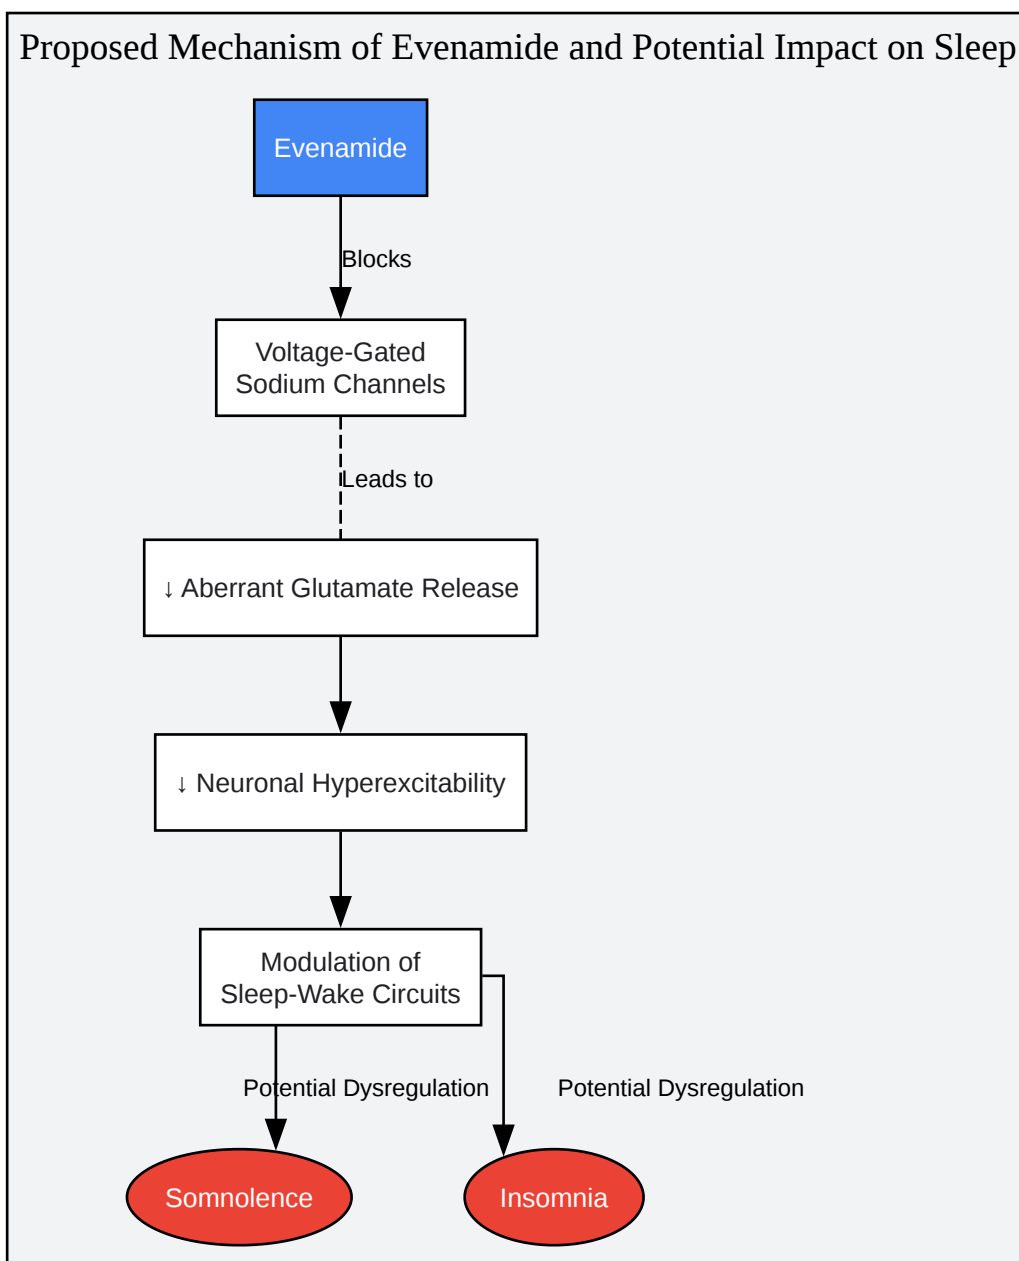 Proposed Mechanism of Evenamide and Potential Impact on Sleep
Evenamide
Blocks
Voltage-Gated
Sodium Channels
Leads to
↓ Aberrant Glutamate Release
↓ Neuronal Hyperexcitability
Modulation of
Sleep-Wake Circuits
Potential Dysregulation
Potential Dysregulation
Somnolence
Insomnia